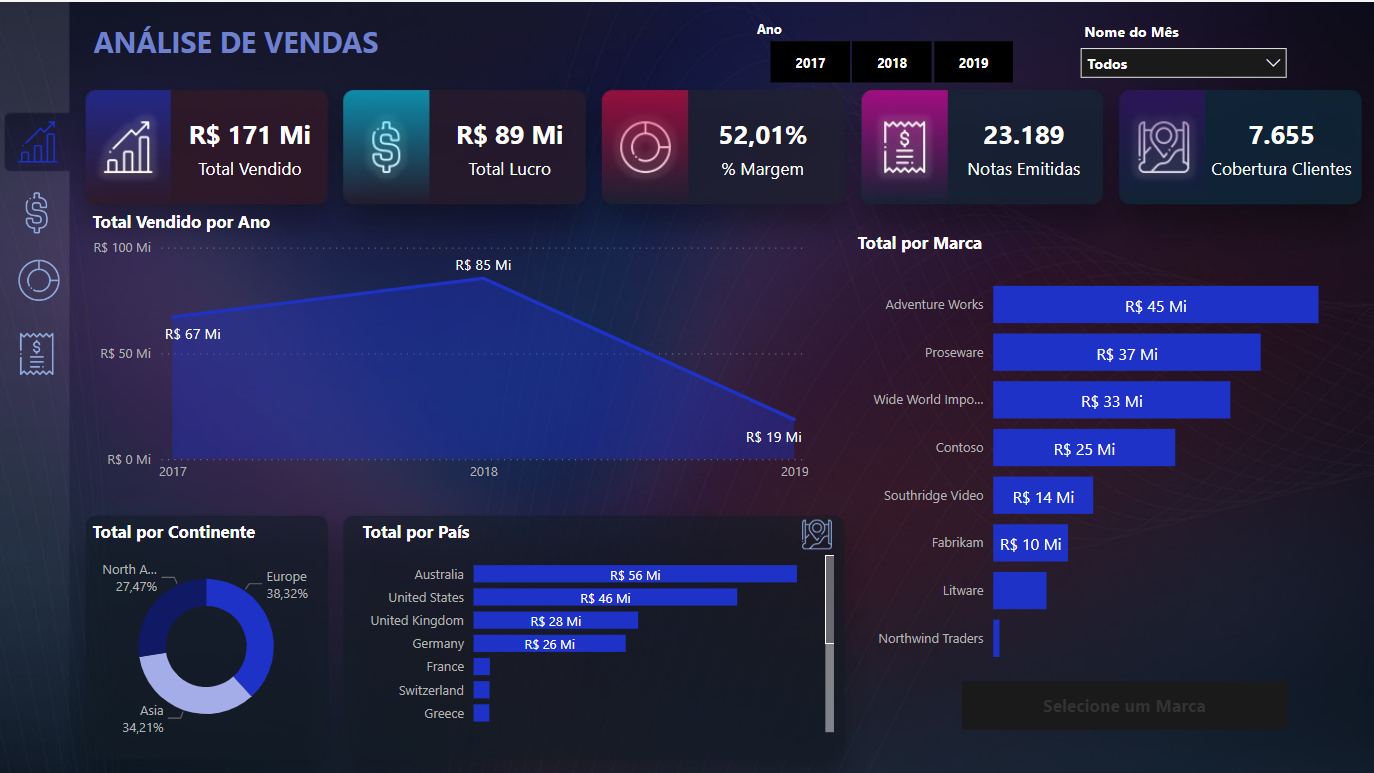 ANÁLISE DE VENDAS
Ano
2017
2018
2019
Nome do Mês
Todos
R$ 171 Mi
Total Vendido
R$ 89 Mi
Total Lucro
52,01%
% Margem
23.189
Notas Emitidas
7.655
Cobertura Clientes
Total Vendido por Ano
R$ 100 Mi
R$ 50 Mi
R$ 0 Mi
R$ 67 Mi
R$ 85 Mi
R$ 19 Mi
2017
2018
2019
Total por Marca
Adventure Works
R$ 45 Mi
Proseware
R$ 37 Mi
Wide World Impo...
R$ 33 Mi
Contoso
R$ 25 Mi
Southridge Video
R$ 14 Mi
Fabrikam
R$ 10 Mi
Litware
Northwind Traders
Selecione um Marca
Total por Continente
North A...
27,47%
Europe
38,32%
Asia
34,21%
Total por País
Australia
R$ 56 Mi
United States
R$ 46 Mi
United Kingdom
R$ 28 Mi
Germany
R$ 26 Mi
France
Switzerland
Greece